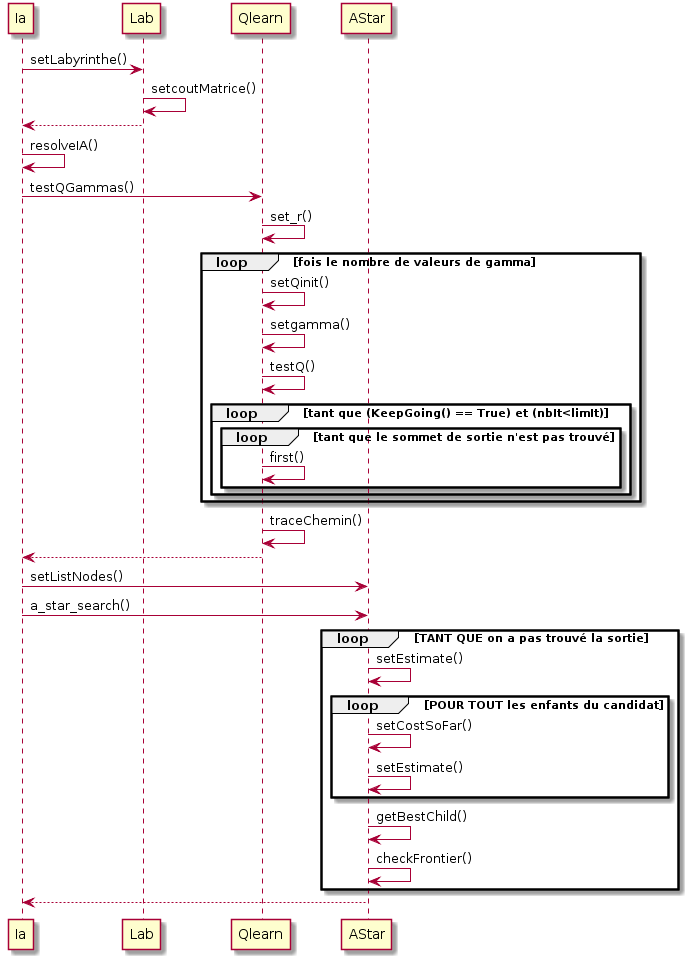 Ia
Lab
Qlearn
AStar
setLabyrinthe()
setcoutMatrice()
resolveIA()
testQGammas()
set_r()
loop [fois le nombre de valeurs de gamma]
setQinit()
setgamma()
testQ()
loop [tant que (KeepGoing() == True) et (nbIt<limIt)]
loop [tant que le sommet de sortie n'est pas trouvé]
first()
traceChemin()
setListNodes()
a_star_search()
loop [TANT QUE on a pas trouvé la sortie]
setEstimate()
loop [POUR TOUT les enfants du candidat]
setCostSoFar()
setEstimate()
getBestChild()
checkFrontier()
Ia
Lab
Qlearn
AStar